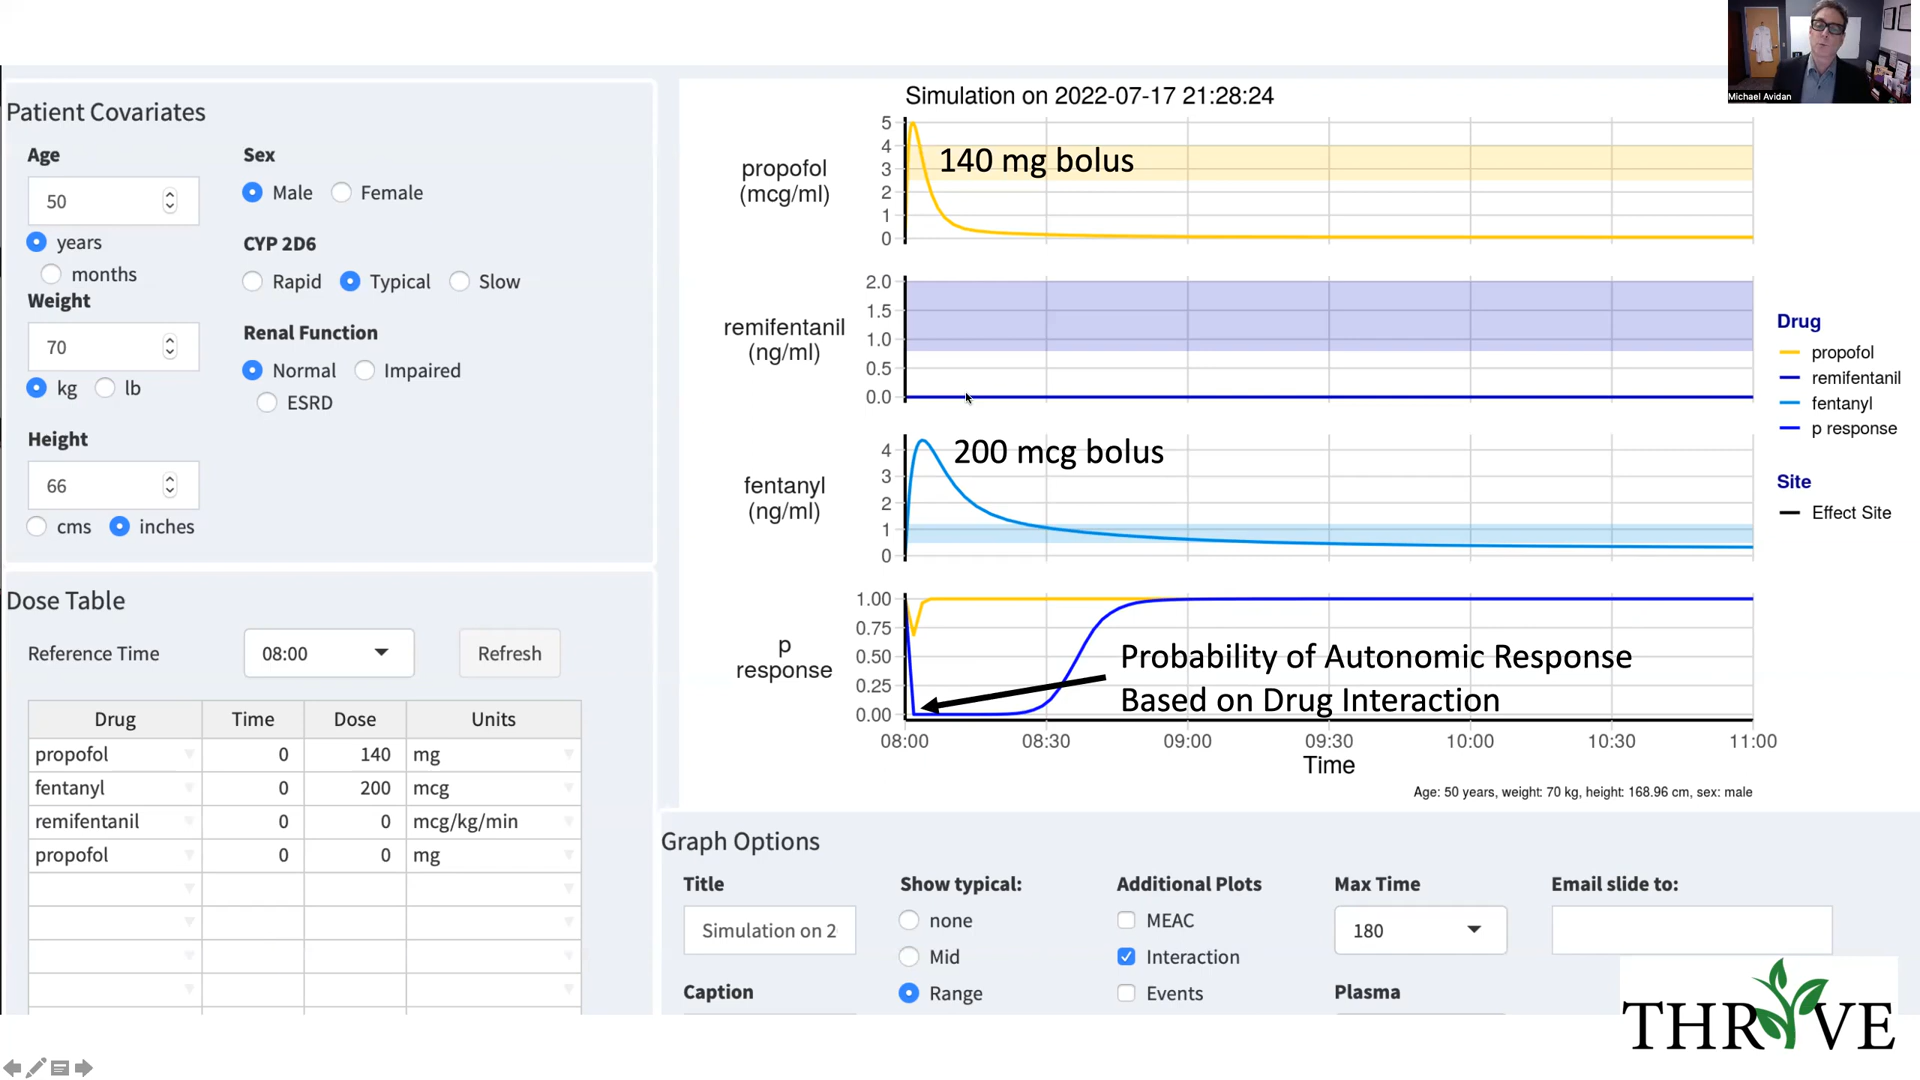 Michael Avidan
Patient Covariates
Age
50
years
months
Weight
70
kg
lb
Height
66
cms
inches
Sex
Male
Female
CYP 2D6
Rapid
Typical
Slow
Renal Function
Normal
Impaired
ESRD
Dose Table
Reference Time
08:00
Refresh
Drug Time Dose Units
propofol 0 140 mg
fentanyl 0 200 mcg
remifentanil 0 0 mcg/kg/min
propofol 0 0 mg
Simulation on 2022-07-17 21:28:24
propofol
(mcg/ml)
5
4
3
2
1
0
140 mg bolus
remifentanil
(ng/ml)
2.0
1.5
1.0
0.5
0.0
fentanyl
(ng/ml)
4
3
2
1
0
200 mcg bolus
p
response
1.00
0.75
0.50
0.25
0.00
Probability of Autonomic Response
Based on Drug Interaction
08:00 08:30 09:00 09:30 10:00 10:30 11:00
Time
Age: 50 years, weight: 70 kg, height: 168.96 cm, sex: male
Drug
propofol
remifentanil
fentanyl
p response
Site
Effect Site
Graph Options
Title
Simulation on 2
Caption
Show typical:
none
Mid
Range
Additional Plots
MEAC
Interaction
Events
Max Time
180
Plasma
Email slide to:
THRIVE